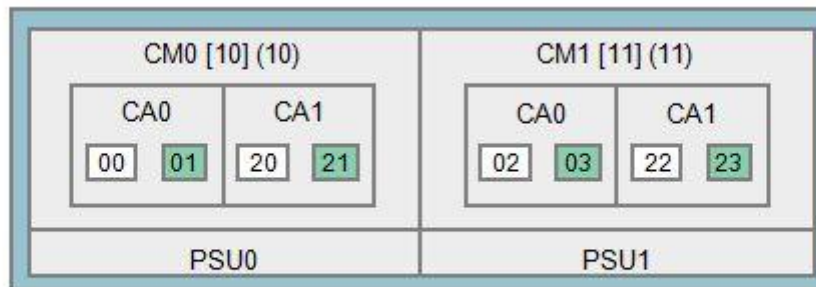 CM0 [10] (10) CM1 [11] (11)
CA0 CA1 CA0 CA1
00 01 20 21 02 03 22 23
PSU0 PSU1